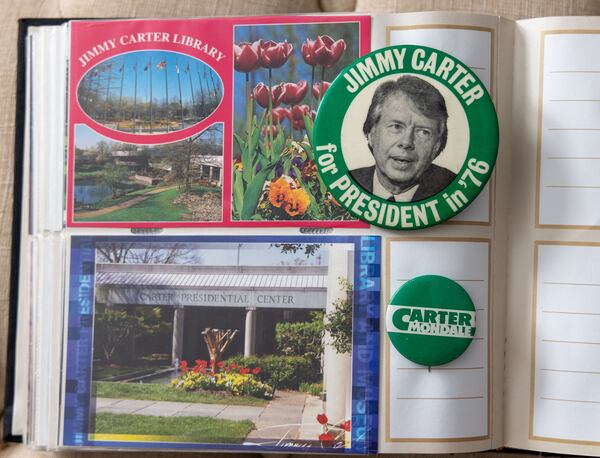 JIMMY CARTER LIBRARY
JIMMY CARTER
for PRESIDENT in '76
CARTER PRESIDENTIAL CENTER
CARTER
MONDALE